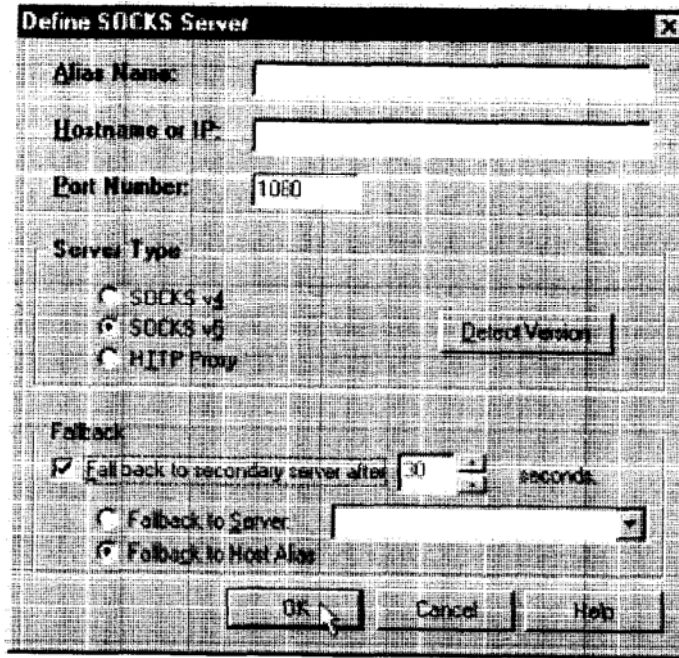 Define SOCKS Server
Alias Name:
Hostname or IP:
Port Number: 1080
Server Type
SOCKS v4
SOCKS v5
HTTP Proxy
Detect Version
Fallback
Fall back to secondary server after 30 seconds.
Fallback to Server
Fallback to Host Alias
OK Cancel Help